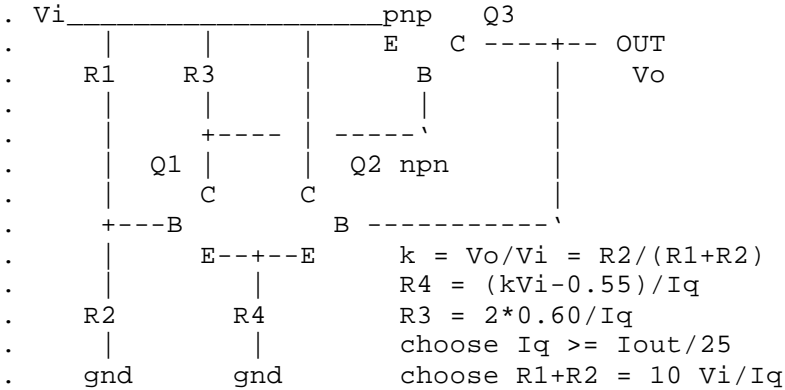 . Vi_____________________pnp   Q3
.     |     |     |    E   C ----+-- OUT
.    R1    R3     |      B       |    Vo
.     |     |     |      |       |
.     |     +---- | -----‘       |
.     |  Q1 |     |  Q2 npn      |
.     |     C     C              |
.     +---B         B -----------‘
.     |     E--+--E     k = Vo/Vi = R2/(R1+R2)
.     |        |        R4 = (kVi-0.55)/Iq
.    R2       R4        R3 = 2*0.60/Iq
.     |        |        choose Iq >= Iout/25
.    gnd      gnd       choose R1+R2 = 10 Vi/Iq